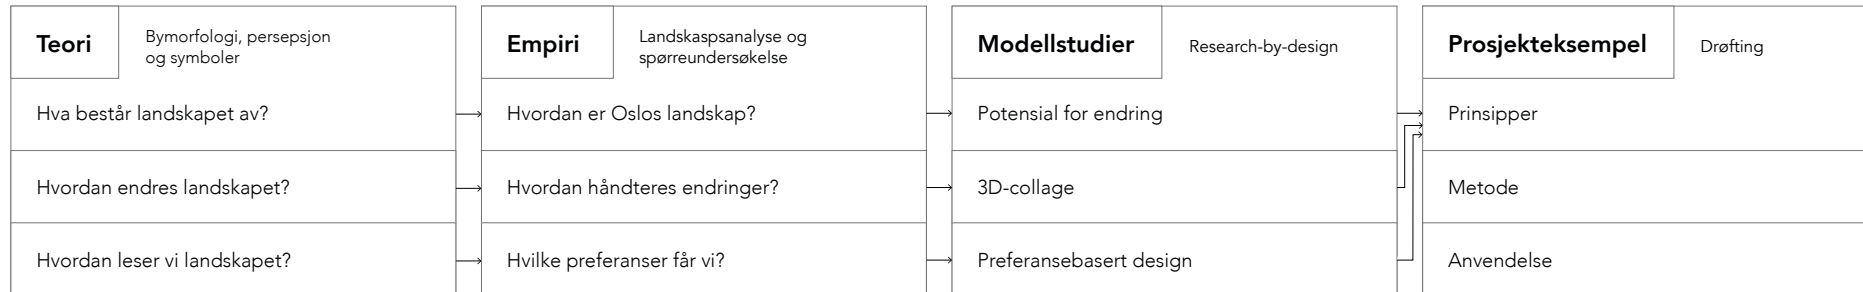 Teori
Bymorfologi, persepsjon
og symboler
Hva består landskapet av?
Hvordan endres landskapet?
Hvordan leser vi landskapet?
Empiri
Landskaspsanalyse og
spørreundersøkelse
Hvordan er Oslos landskap?
Hvordan håndteres endringer?
Hvilke preferanser får vi?
Modellstudier
Research-by-design
Potensial for endring
3D-collage
Preferansebasert design
Prosjekteksempel
Drøfting
Prinsipper
Metode
Anvendelse